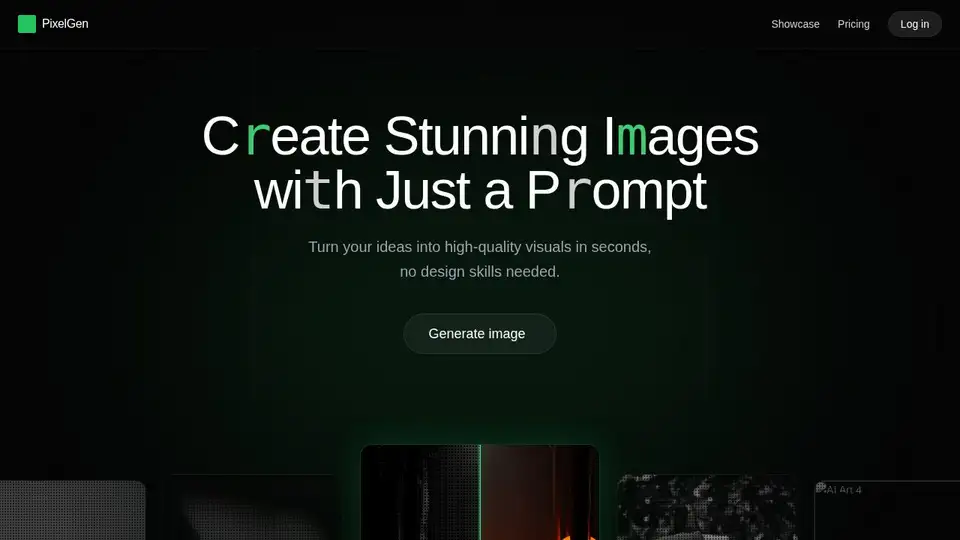 PixelGen
Showcase
Pricing
Log in
Create Stunning Images
with Just a Prompt
Turn your ideas into high-quality visuals in seconds,
no design skills needed.
Generate image
AI Art 4